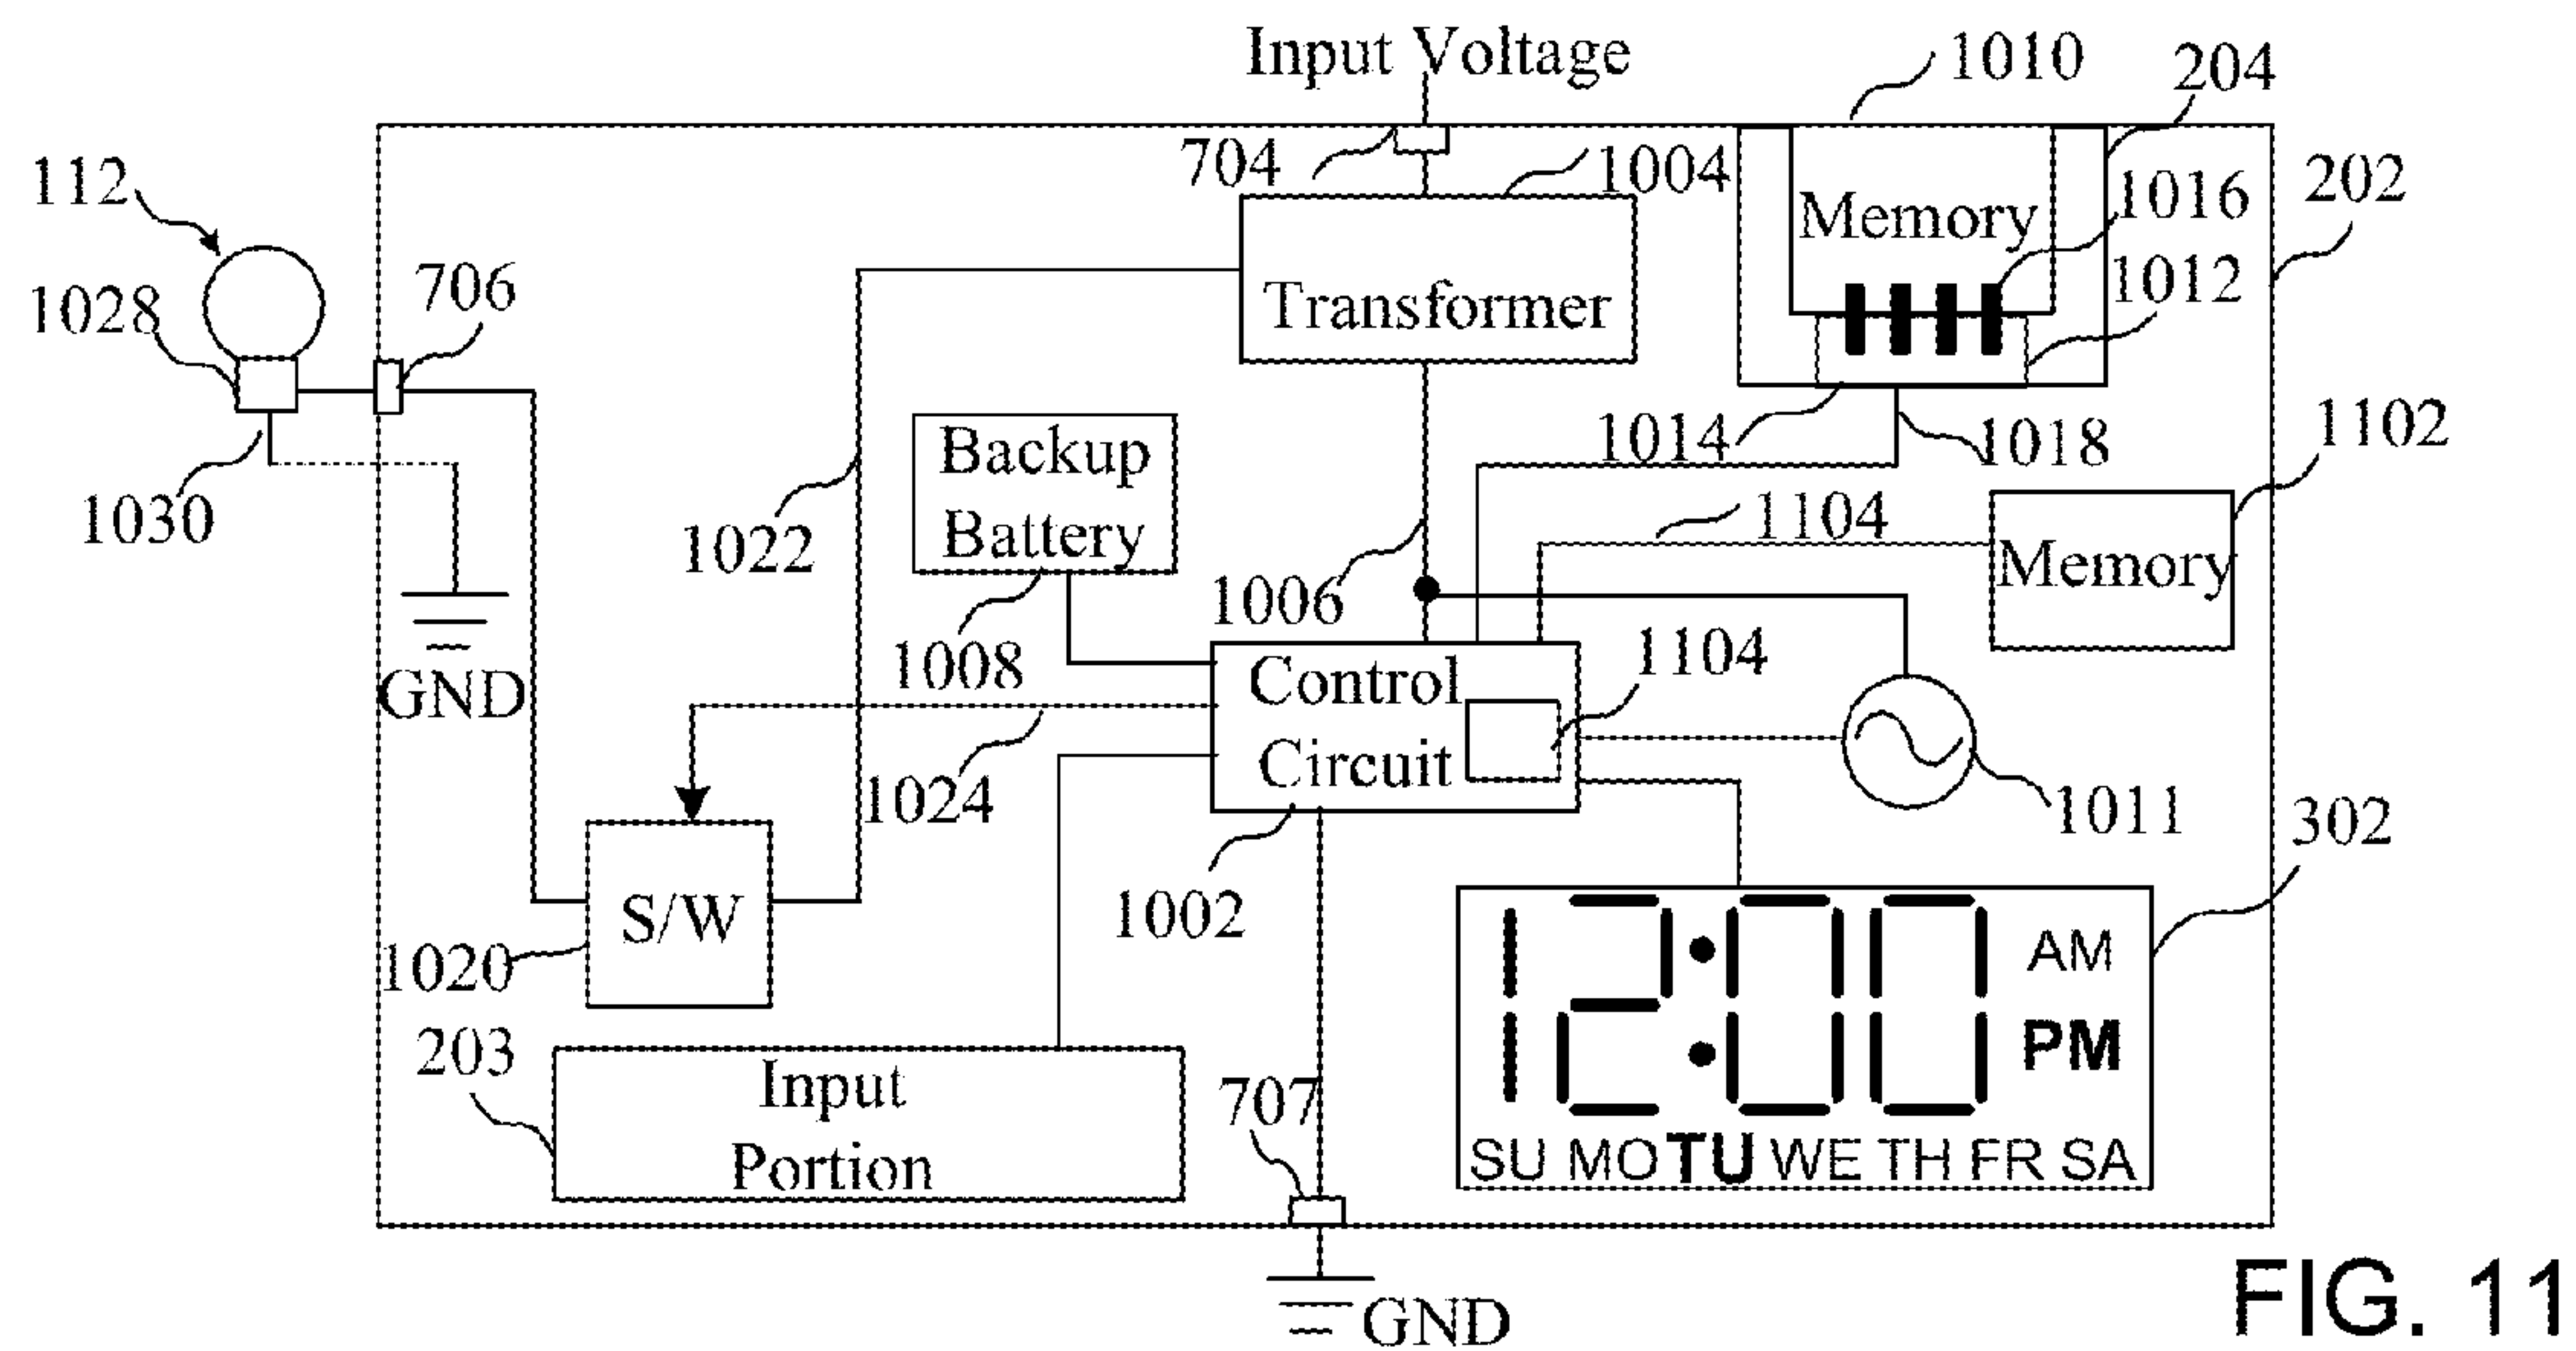 Input Voltage
1010
204
704
1004
202
112
Memory
1016
706
1012
1028
Transformer
1014
1018
1102
Backup
Battery
1030
1022
1104
Memory
1006
1008
GND
Control
Circuit
1104
1024
1011
302
1002
S/W
1020
12:00
AM
PM
203
Input
Portion
707
SU MO TU WE TH FR SA
GND
FIG. 11